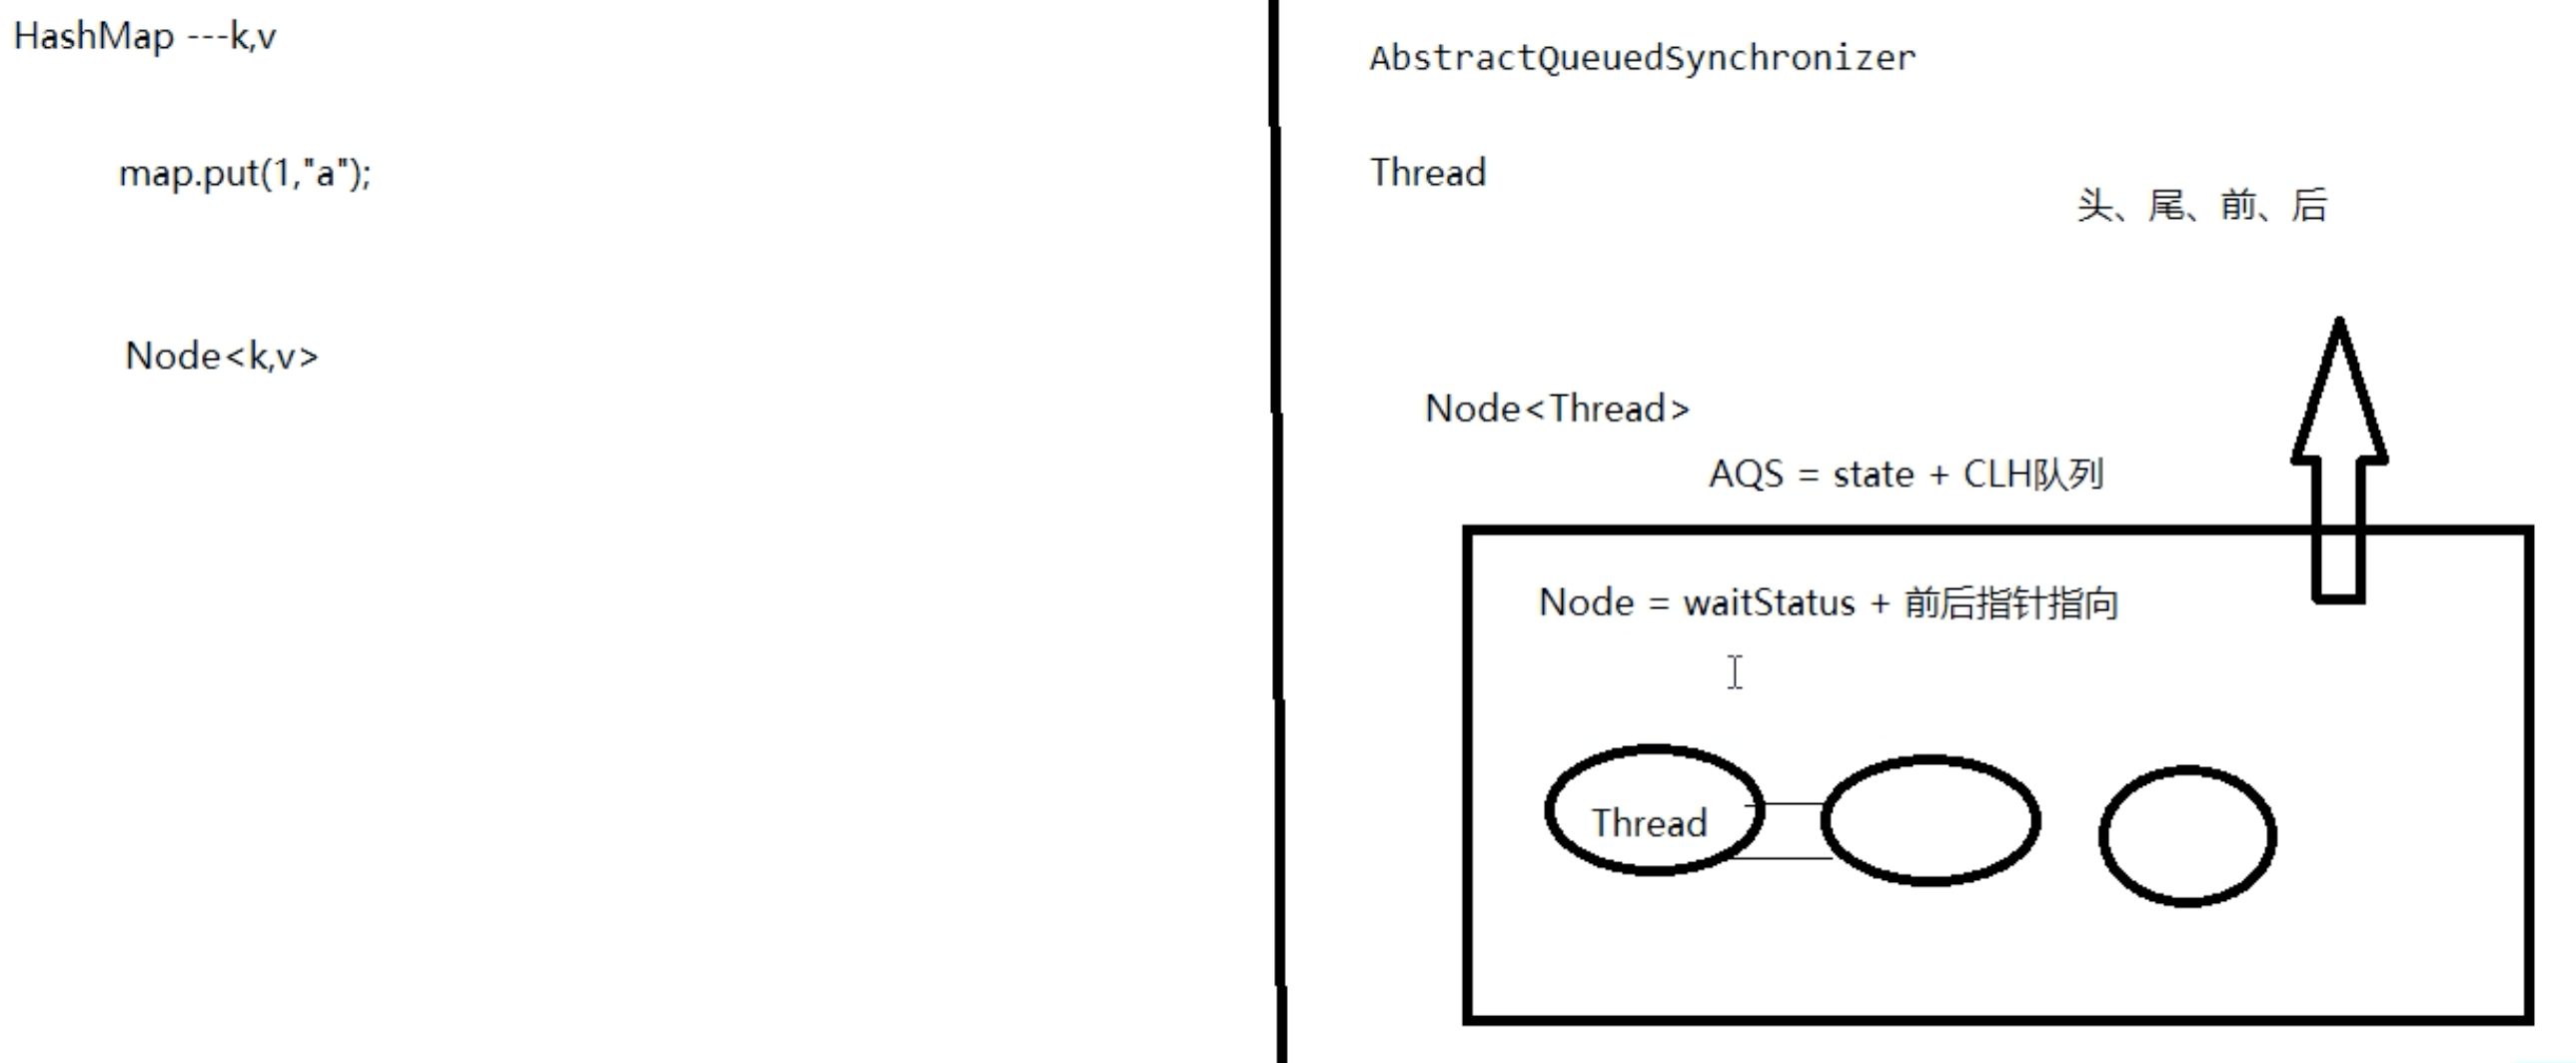 HashMap ---k,v
map.put(1,"a");
Node<k,v>
AbstractQueuedSynchronizer
Thread
头、尾、前、后
Node<Thread>
AQS = state + CLH队列
Node = waitStatus + 前后指针指向
Thread